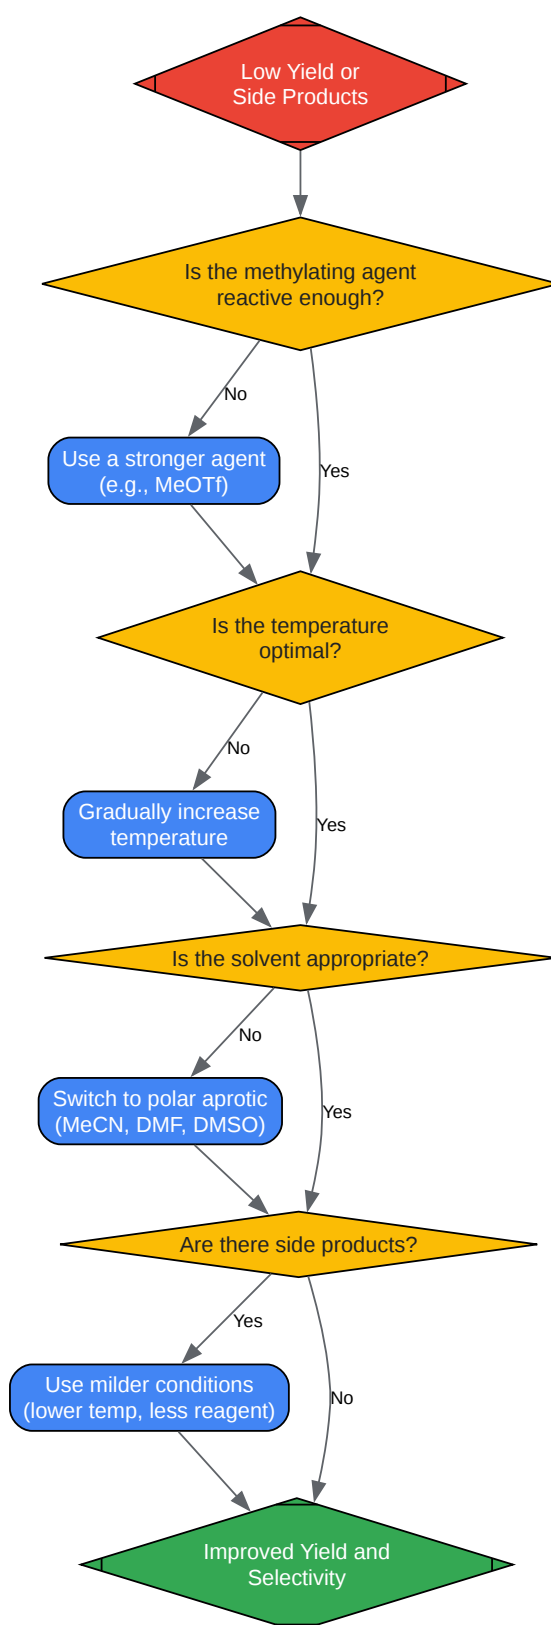 Low Yield or
Side Products
Is the methylating agent
reactive enough?
No
Use a stronger agent
(e.g., MeOTf)
Yes
Is the temperature
optimal?
No
Gradually increase
temperature
Yes
Is the solvent appropriate?
No
Switch to polar aprotic
(MeCN, DMF, DMSO)
Yes
Are there side products?
Yes
Use milder conditions
(lower temp, less reagent)
No
Improved Yield and
Selectivity